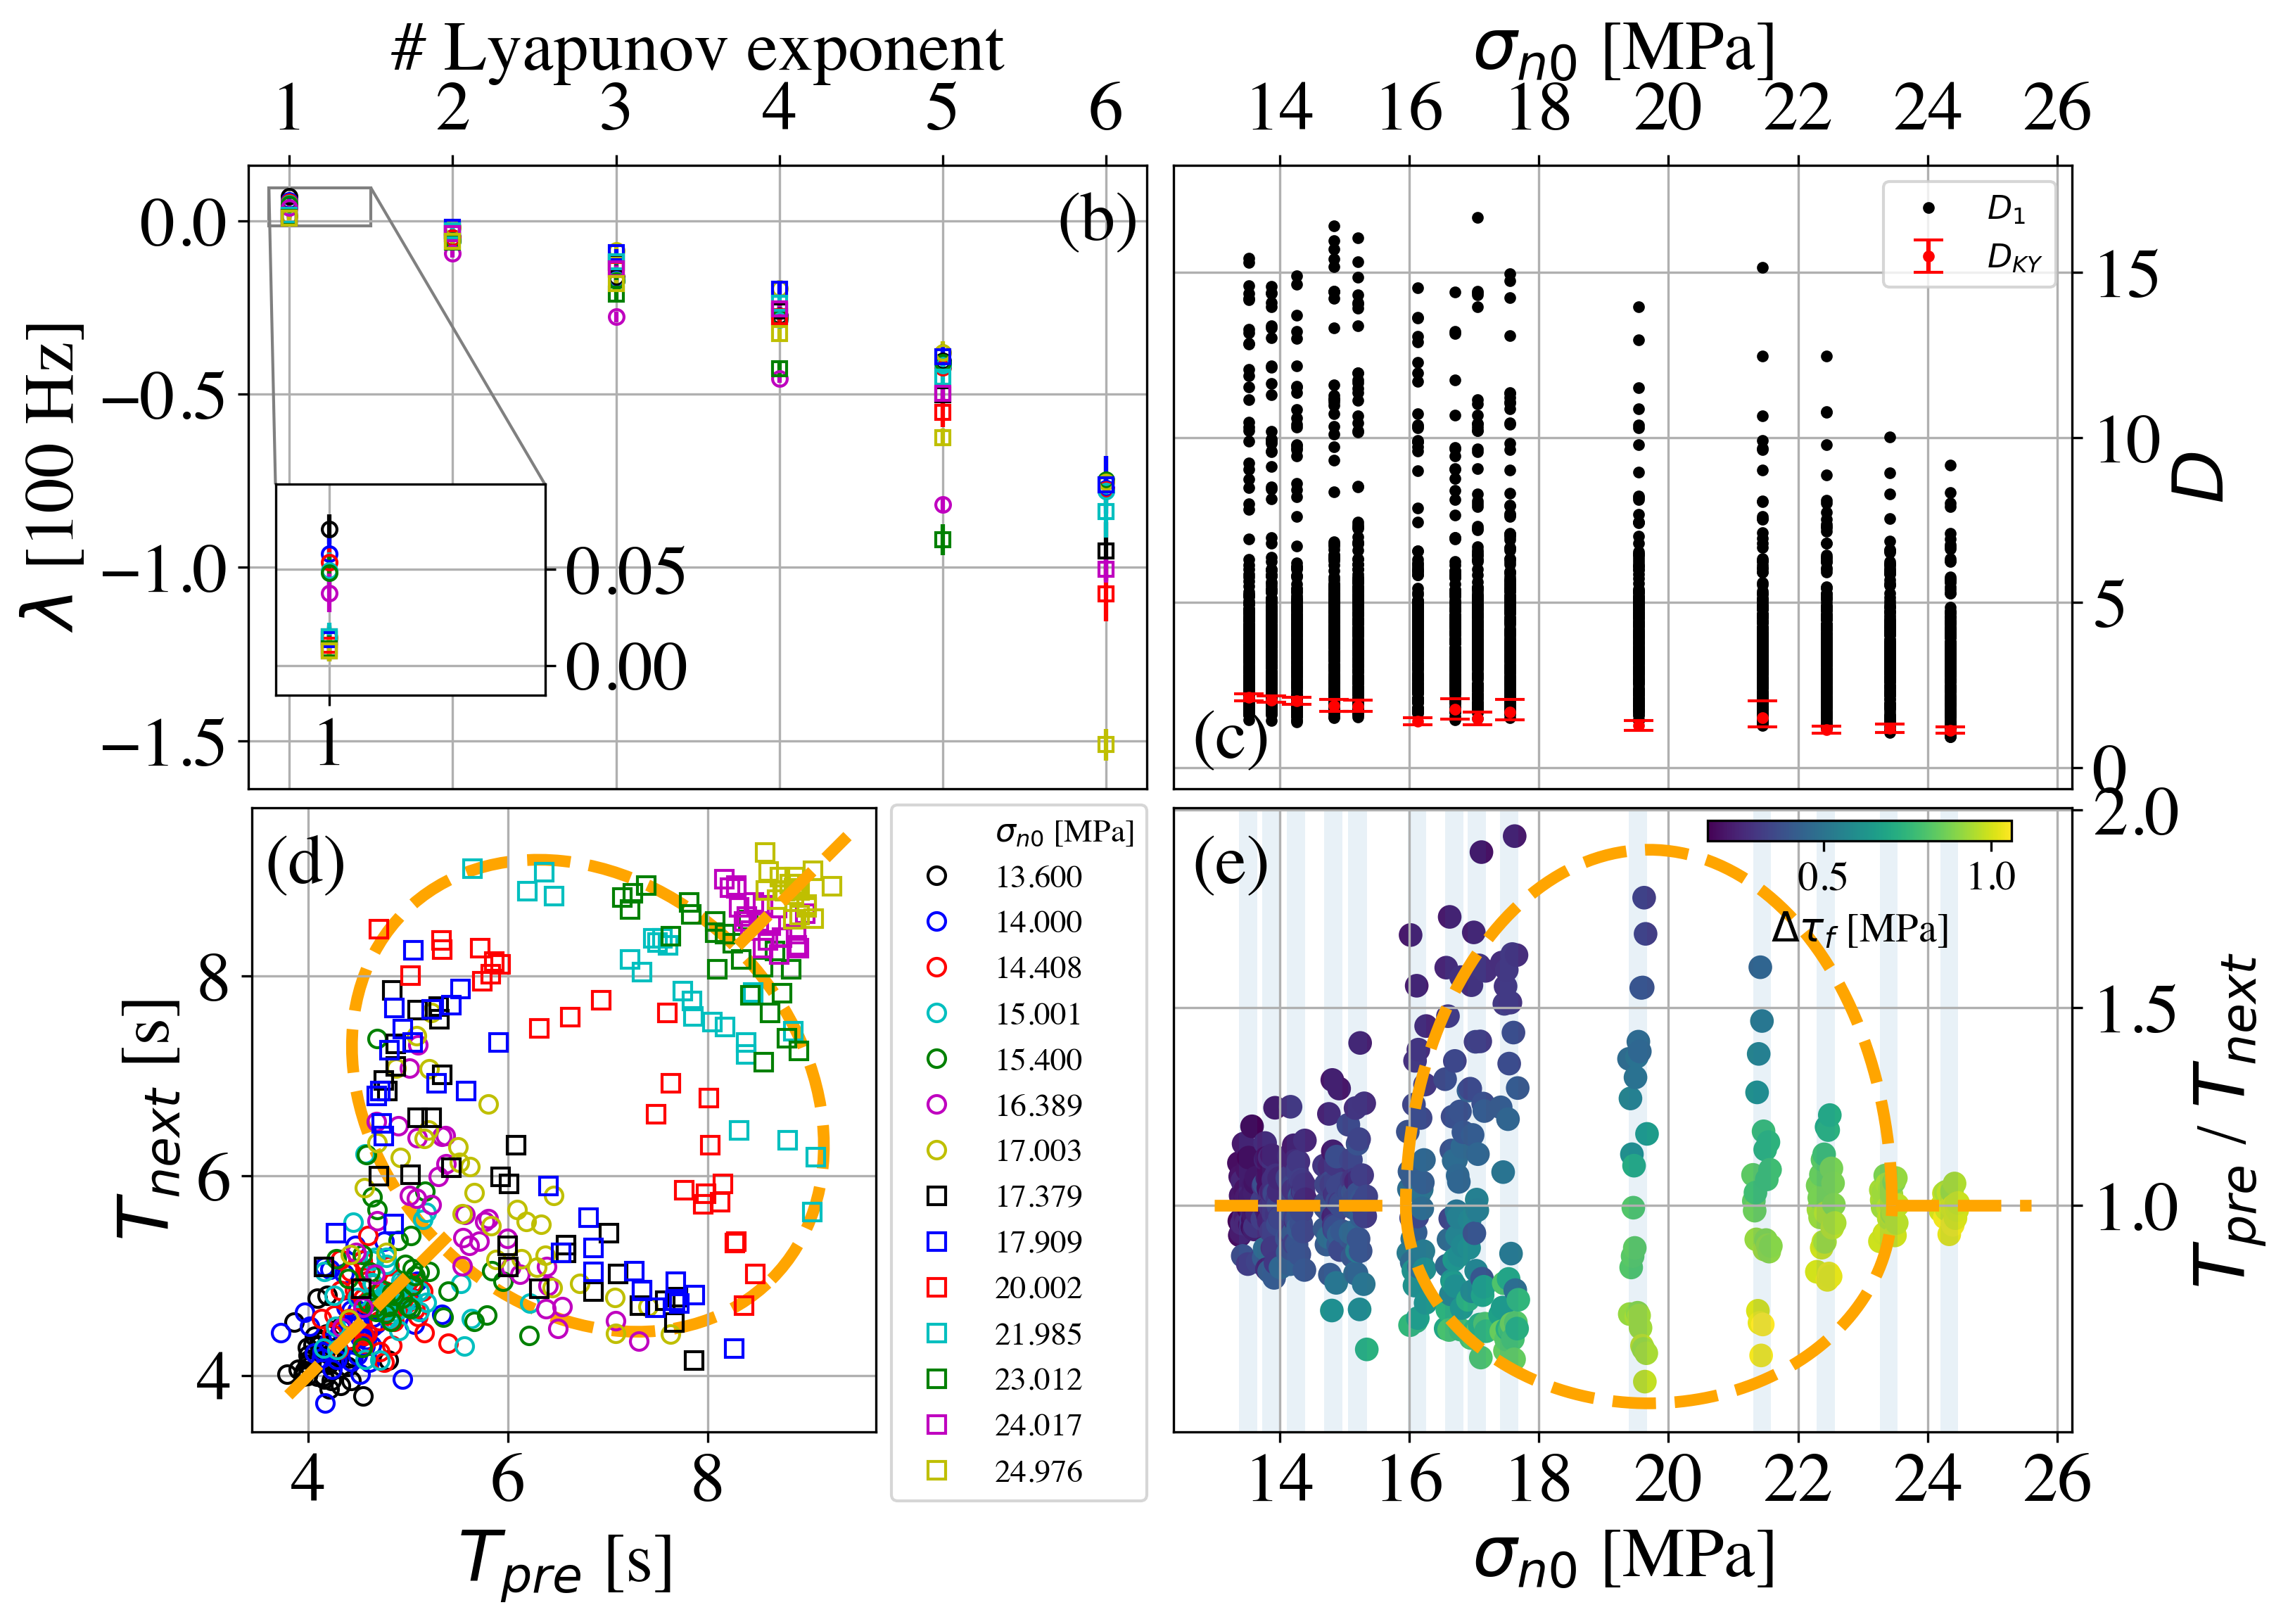 # Lyapunov exponent
1 2 3 4 5 6
0.0
−0.5
−1.0
−1.5
λ [100 Hz]
(b)
0.05
0.00
1
σn0 [MPa]
14 16 18 20 22 24 26
D1
DKY
15
10
5
0
D
(c)
(d)
8
6
4
Tnext [s]
4 6 8
Tpre [s]
σn0 [MPa]
13.600
14.000
14.408
15.001
15.400
16.389
17.003
17.379
17.909
20.002
21.985
23.012
24.017
24.976
(e)
0.5 1.0
Δτf [MPa]
2.0
1.5
1.0
Tpre / Tnext
14 16 18 20 22 24 26
σn0 [MPa]